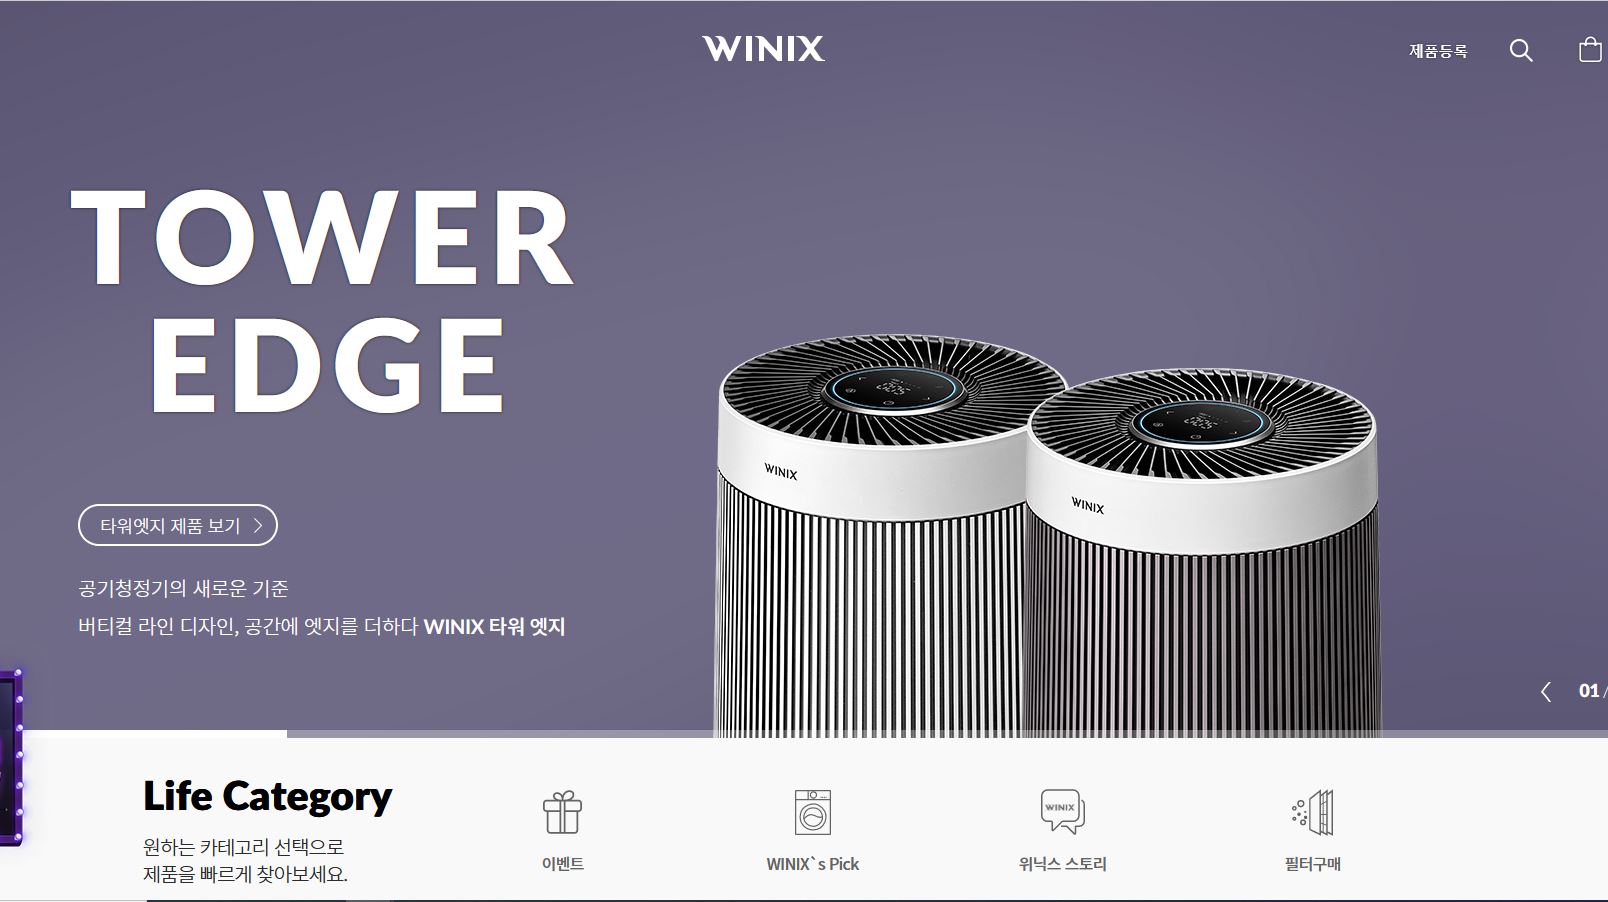 WINIX
제품등록
TOWER
EDGE
타워엣지 제품 보기
공기청정기의 새로운 기준
버티컬 라인 디자인, 공간에 엣지를 더하다 WINIX 타워 엣지
WINIX
WINIX
01 /
Life Category
원하는 카테고리 선택으로
제품을 빠르게 찾아보세요.
이벤트
WINIX`s Pick
WINIX
위닉스 스토리
필터구매